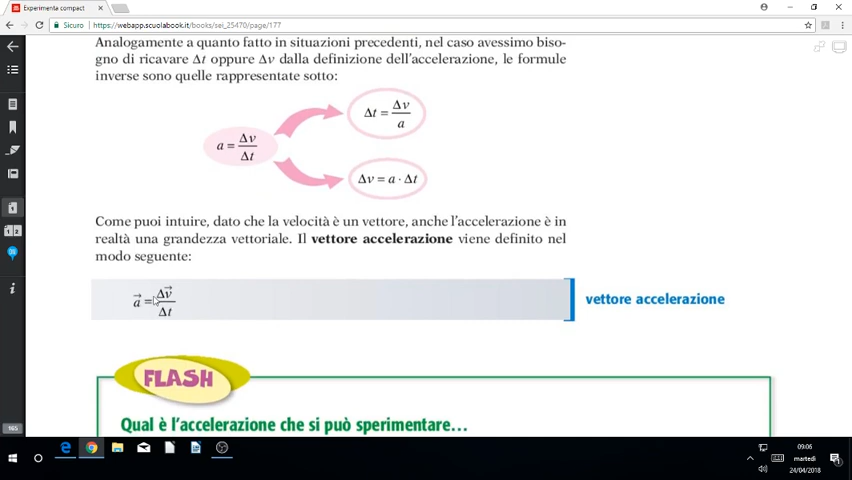 Experimenta compact
Sicuro
https://webapp.scuolabook.it/books/sei_25470/page/177
Analogamente a quanto fatto in situazioni precedenti, nel caso avessimo biso-
gno di ricavare Δt oppure Δv dalla definizione dell'accelerazione, le formule
inverse sono quelle rappresentate sotto:
Δt = Δv / a
a = Δv / Δt
Δv = a · Δt
Come puoi intuire, dato che la velocità è un vettore, anche l'accelerazione è in
realtà una grandezza vettoriale. Il vettore accelerazione viene definito nel
modo seguente:
a⃗ = Δv⃗ / Δt
vettore accelerazione
FLASH
Qual è l'accelerazione che si può sperimentare...
165
09:06
martedì
24/04/2018